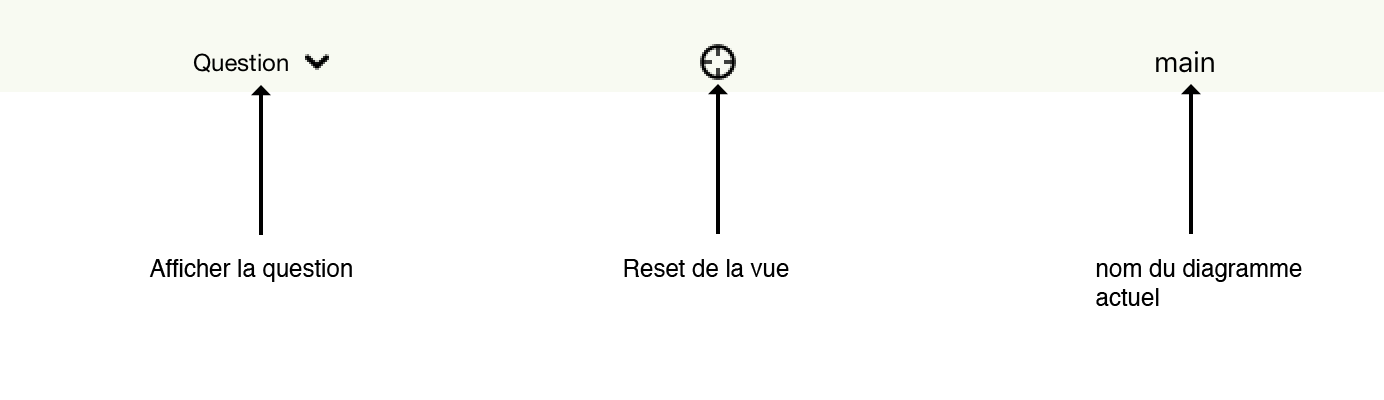 Question
main
Afficher la question
Reset de la vue
nom du diagramme
actuel